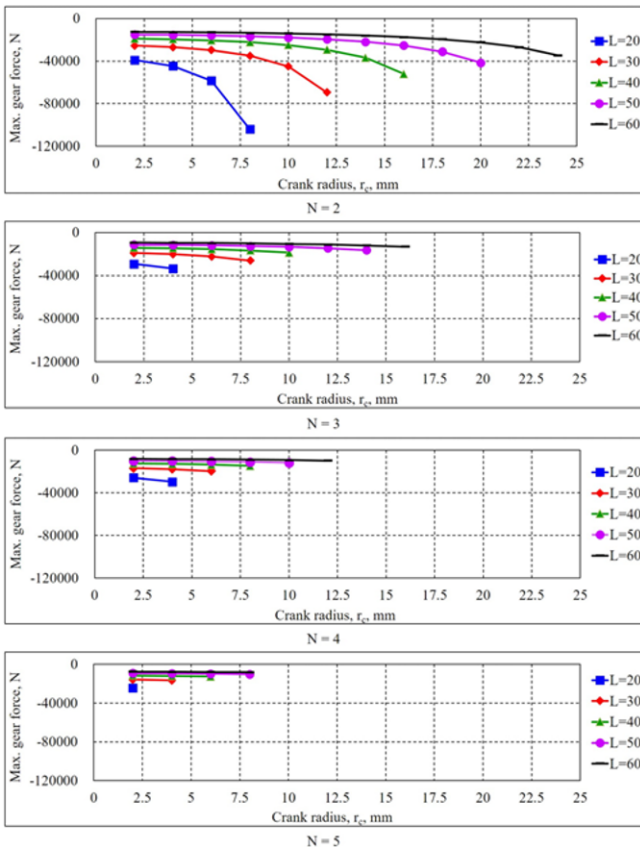 0
-40000
-80000
-120000
Max. gear force, N
0 2.5 5 7.5 10 12.5 15 17.5 20 22.5 25
Crank radius, r_c, mm
L=20
L=30
L=40
L=50
L=60
N = 2
0
-40000
-80000
-120000
Max. gear force, N
0 2.5 5 7.5 10 12.5 15 17.5 20 22.5 25
Crank radius, r_c, mm
L=20
L=30
L=40
L=50
L=60
N = 3
0
-40000
-80000
-120000
Max. gear force, N
0 2.5 5 7.5 10 12.5 15 17.5 20 22.5 25
Crank radius, r_c, mm
L=20
L=30
L=40
L=50
L=60
N = 4
0
-40000
-80000
-120000
Max. gear force, N
0 2.5 5 7.5 10 12.5 15 17.5 20 22.5 25
Crank radius, r_c, mm
L=20
L=30
L=40
L=50
L=60
N = 5